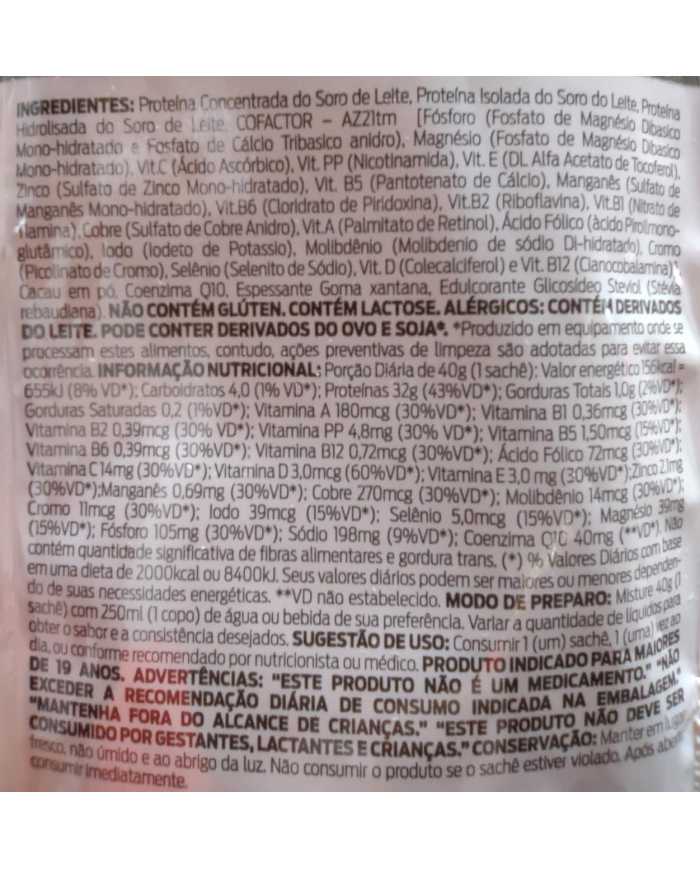 INGREDIENTES: Proteína Concentrada do Soro de Leite, Proteína Isolada do Soro do Leite, Proteína
Hidrolisada do Soro de Leite, COFACTOR – AZ21tm [Fósforo (Fosfato de Magnésio Dibasico
Mono-hidratado e Fosfato de Cálcio Tribasico anidro), Magnésio (Fosfato de Magnésio Dibasico
Mono-hidratado), Vit.C (Ácido Ascórbico), Vit. PP (Nicotinamida), Vit. E (DL Alfa Acetato de Tocoferol),
Zinco (Sulfato de Zinco Mono-hidratado), Vit. B5 (Pantotenato de Cálcio), Manganês (Sulfato de
Manganês Mono-hidratado), Vit.B6 (Cloridrato de Piridoxina), Vit.B2 (Riboflavina), Vit.B1 (Nitrato de
Tiamina), Cobre (Sulfato de Cobre Anidro), Vit.A (Palmitato de Retinol), Ácido Fólico (àcido Pirolmono-
glutâmico), Iodo (Iodeto de Potassio), Molibdênio (Molibdenio de sódio Di-hidratado), Cromo
(Picolinato de Cromo), Selênio (Selenito de Sódio), Vit. D (Colecalciferol) e Vit. B12 (Cianocobalamina)],
Cacau em pó, Coenzima Q10, Espessante Goma xantana, Edulcorante Glicosídeo Steviol (Stévia
rebaudiana). NÃO CONTÉM GLÚTEN. CONTÉM LACTOSE. ALÉRGICOS: CONTÉM DERIVADOS
DO LEITE. PODE CONTER DERIVADOS DO OVO E SOJA*. *Produzido em equipamento onde se
processam estes alimentos, contudo, ações preventivas de limpeza são adotadas para evitar essa
ocorrência. INFORMAÇÃO NUTRICIONAL: Porção Diária de 40g (1 sachê); Valor energético 156kcal =
655kJ (8% VD*); Carboidratos 4,0 (1% VD*); Proteínas 32g (43%VD*); Gorduras Totais 1,0g (2%VD*);
Gorduras Saturadas 0,2 (1%VD*); Vitamina A 180mcg (30%VD*); Vitamina B1 0,36mcg (30%VD*);
Vitamina B2 0,39mcg (30% VD*); Vitamina PP 4,8mg (30% VD*); Vitamina B5 1,50mcg (15%VD*);
Vitamina B6 0,39mcg (30%VD*); Vitamina B12 0,72mcg (30%VD*); Ácido Fólico 72mcg (30%VD*);
Vitamina C 14mg (30%VD*); Vitamina D 3,0mcg (60%VD*); Vitamina E 3,0 mg (30%VD*);Zinco 2,1mg
(30%VD*);Manganês 0,69mg (30%VD*); Cobre 270mcg (30%VD*); Molibdênio 14mcg (30%VD*);
Cromo 11mcg (30%VD*); Iodo 39mcg (15%VD*); Selênio 5,0mcg (15%VD*); Magnésio 39mg
(15%VD*); Fósforo 105mg (30%VD*); Sódio 198mg (9%VD*); Coenzima Q10 40mg (**VD*). Não
contém quantidade significativa de fibras alimentares e gordura trans. (*) % Valores Diários com base
em uma dieta de 2000kcal ou 8400kJ. Seus valores diários podem ser maiores ou menores dependen-
do de suas necessidades energéticas. **VD não estabelecido. MODO DE PREPARO: Misture 40g (1
sachê) com 250ml (1 copo) de água ou bebida de sua preferência. Variar a quantidade de líquidos para
obter o sabor e a consistência desejados. SUGESTÃO DE USO: Consumir 1 (um) sachê, 1 (uma) vez ao
dia, ou conforme recomendado por nutricionista ou médico. PRODUTO INDICADO PARA MAIORES
DE 19 ANOS. ADVERTÊNCIAS: "ESTE PRODUTO NÃO É UM MEDICAMENTO." "NÃO
EXCEDER A RECOMENDAÇÃO DIÁRIA DE CONSUMO INDICADA NA EMBALAGEM."
"MANTENHA FORA DO ALCANCE DE CRIANÇAS." "ESTE PRODUTO NÃO DEVE SER
CONSUMIDO POR GESTANTES, LACTANTES E CRIANÇAS." CONSERVAÇÃO: Manter em lugar
fresco, não úmido e ao abrigo da luz. Não consumir o produto se o sachê estiver violado. Após aberto
consumir imediatamente.